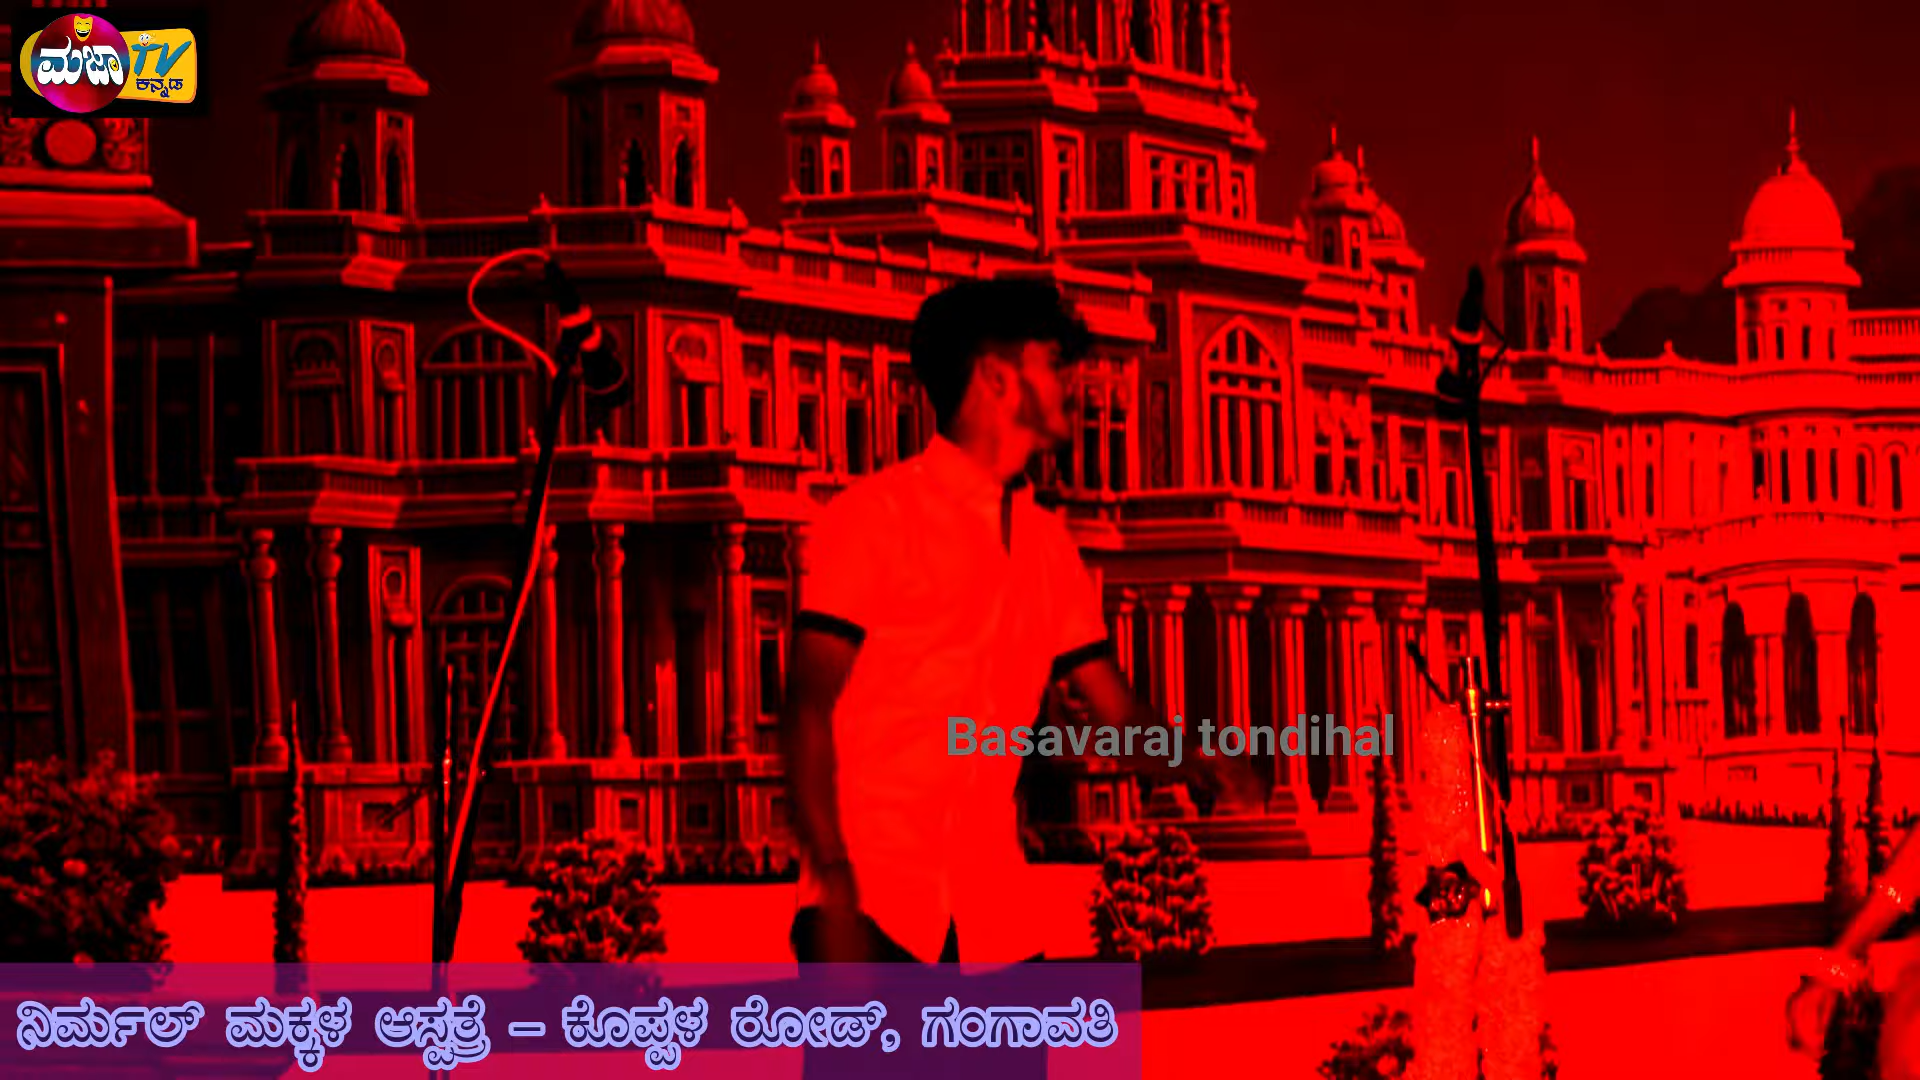 ಮಜಾ TV
ಕನ್ನಡ
Basavaraj tondihal
ನಿರ್ಮಲ್ ಮಕ್ಕಳ ಆಸ್ಪತ್ರೆ – ಕೊಪ್ಪಳ ರೋಡ್, ಗಂಗಾವತಿ